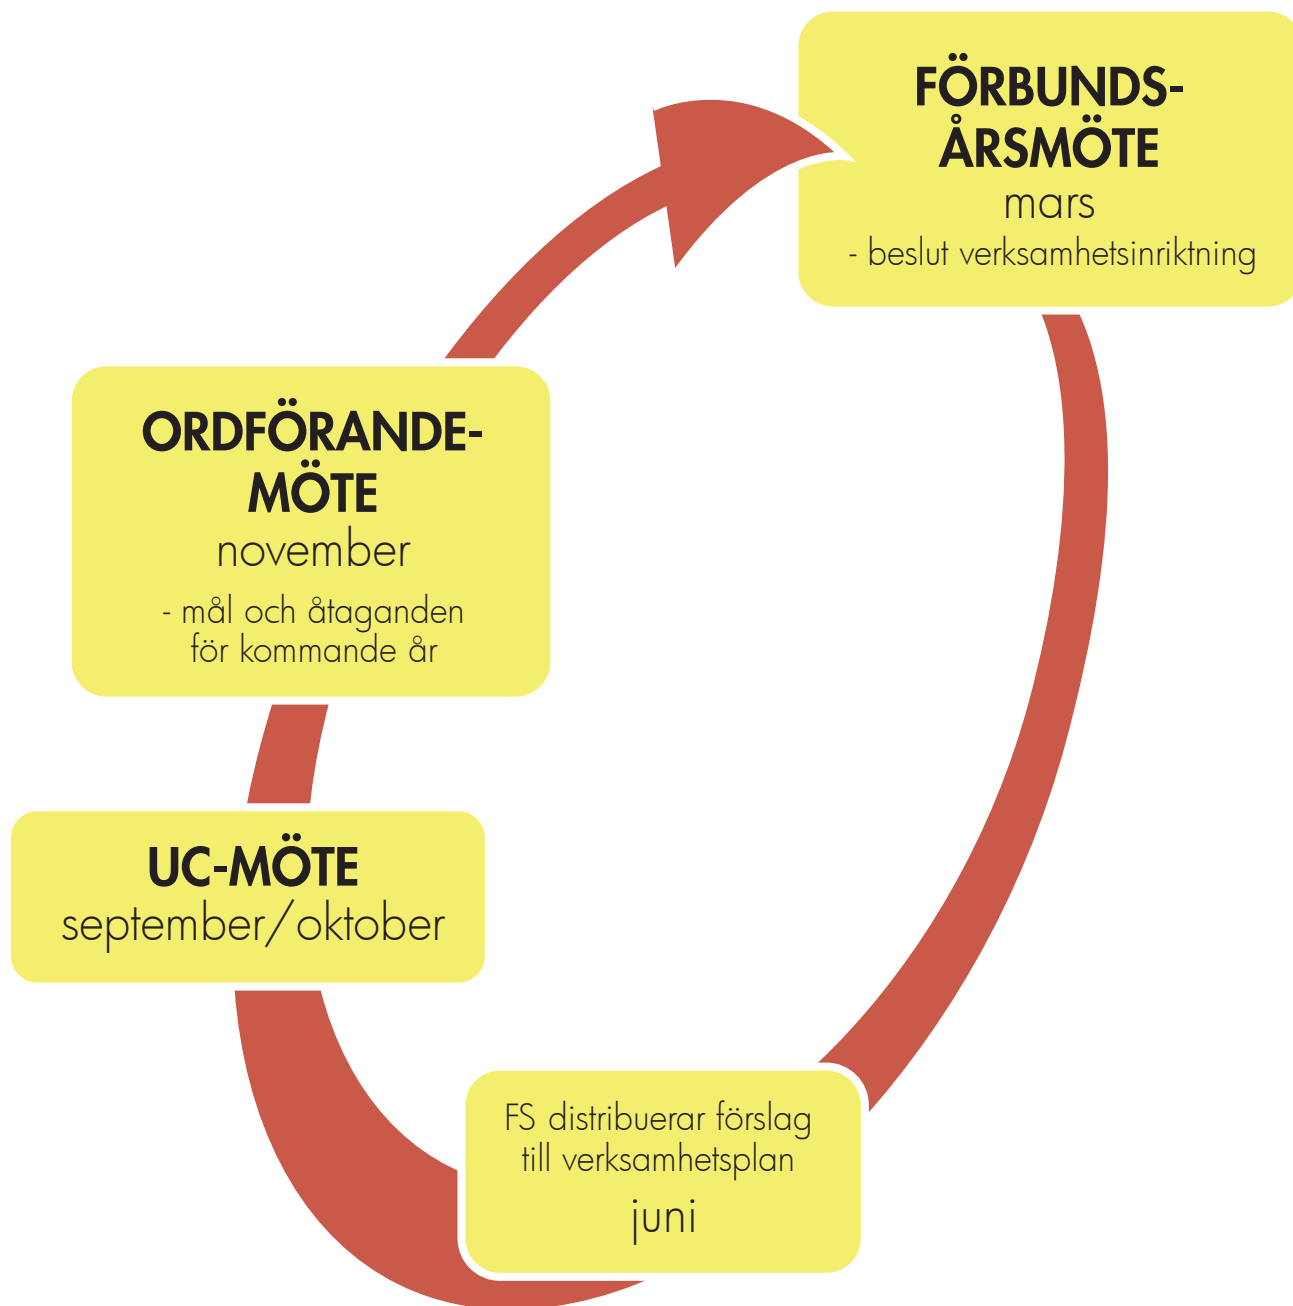 FÖRBUNDS-
ÅRSMÖTE
mars
- beslut verksamhetsinriktning
ORDFÖRANDE-
MÖTE
november
- mål och åtaganden
för kommande år
UC-MÖTE
september/oktober
FS distribuerar förslag
till verksamhetsplan
juni